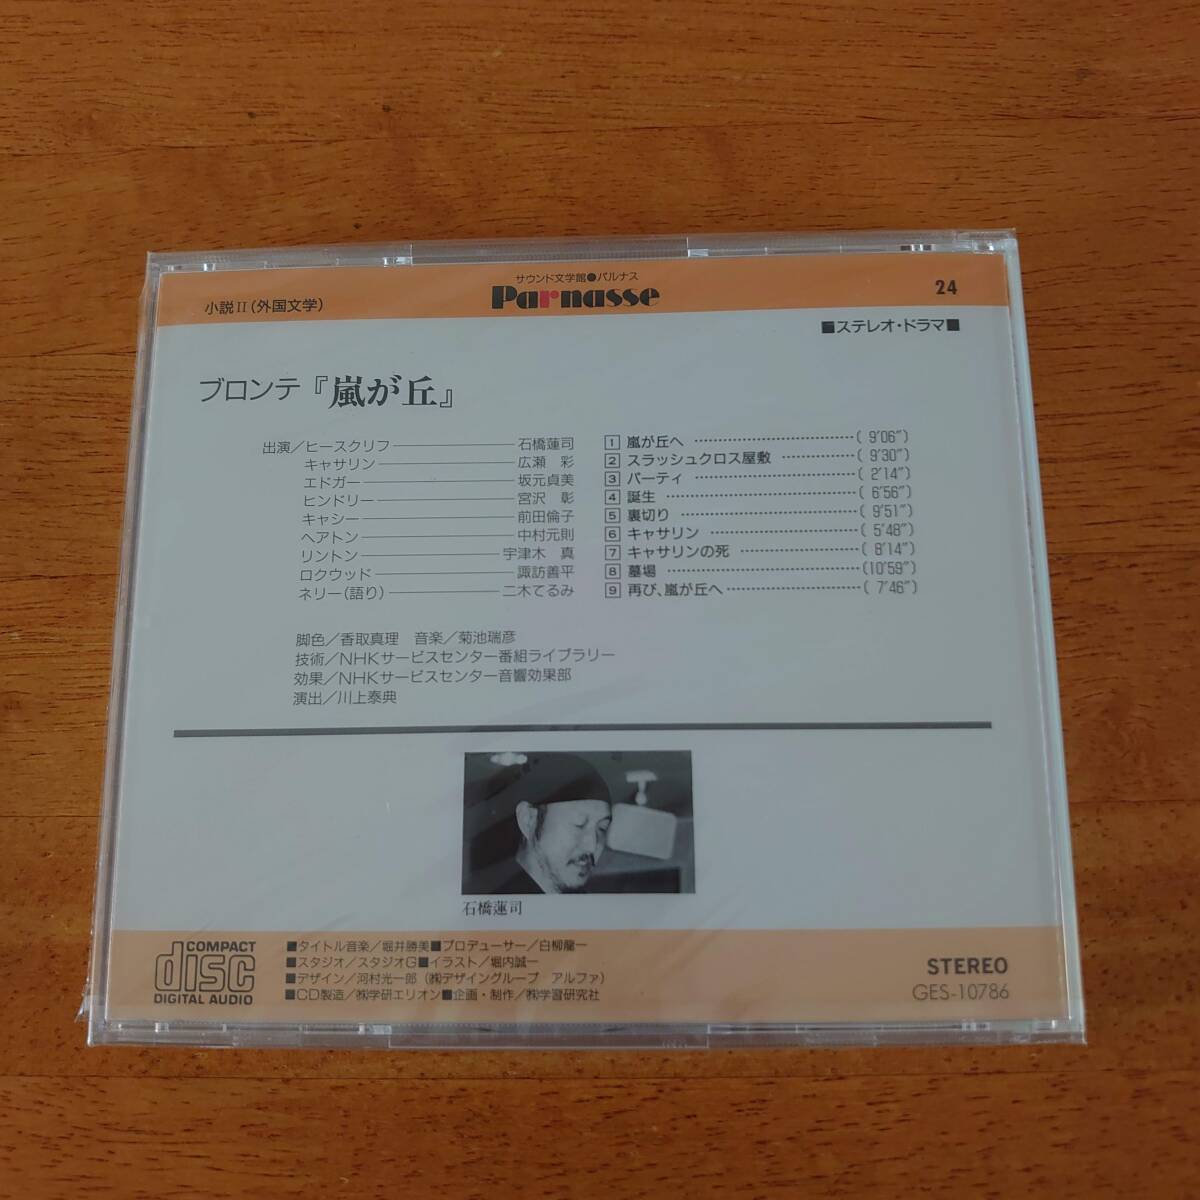 サウンド文学館●パルナス
Parnasse
小説II(外国文学)
24
■ステレオ・ドラマ■
ブロンテ『嵐が丘』
出演／ヒースクリフ――石橋蓮司
キャサリン――広瀬 彩
エドガー――坂元貞美
ヒンドリー――宮沢 彰
キャシー――前田倫子
ヘアトン――中村元則
リントン――宇津木 真
ロクウッド――諏訪善平
ネリー(語り)――二木てるみ
1 嵐が丘へ ……(9'06")
2 スラッシュクロス屋敷 ……(9'30")
3 パーティ ……(2'14")
4 誕生 ……(6'56")
5 裏切り ……(9'51")
6 キャサリン ……(5'48")
7 キャサリンの死 ……(8'14")
8 墓場 ……(10'59")
9 再び、嵐が丘へ ……(7'46")
脚色／香取真理 音楽／菊池瑞彦
技術／NHKサービスセンター番組ライブラリー
効果／NHKサービスセンター音響効果部
演出／川上泰典
石橋蓮司
COMPACT
disc
DIGITAL AUDIO
■タイトル音楽／堀井勝美■プロデューサー／白柳龍一
■スタジオ／スタジオG■イラスト／堀内誠一
■デザイン／河村光一郎(㈱デザイングループ アルファ)
■CD製造／㈱学研エリオン■企画・制作／㈱学習研究社
STEREO
GES-10786